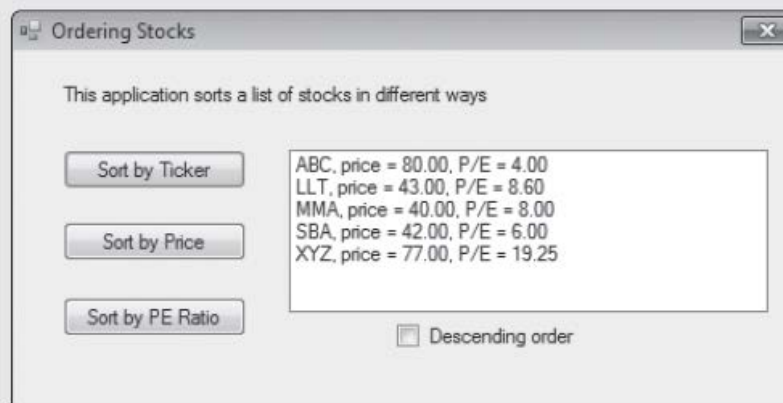 Ordering Stocks
This application sorts a list of stocks in different ways
Sort by Ticker
Sort by Price
Sort by PE Ratio
ABC, price = 80.00, P/E = 4.00
LLT, price = 43.00, P/E = 8.60
MMA, price = 40.00, P/E = 8.00
SBA, price = 42.00, P/E = 6.00
XYZ, price = 77.00, P/E = 19.25
Descending order